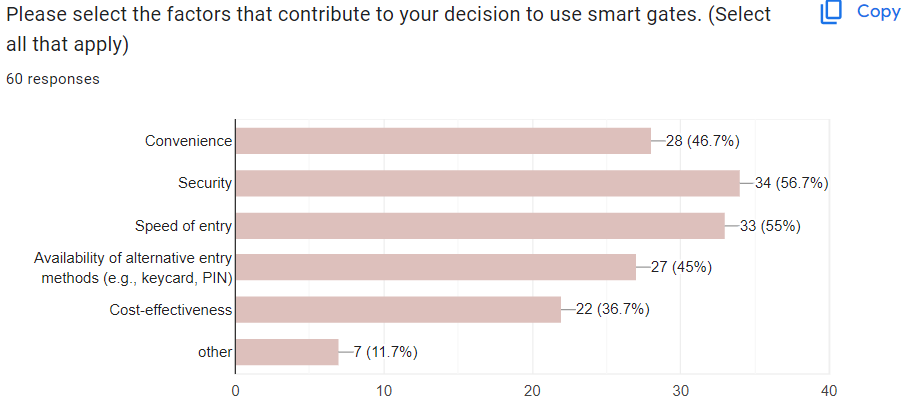 Please select the factors that contribute to your decision to use smart gates. (Select
all that apply)
Copy
60 responses
Convenience
28 (46.7%)
Security
34 (56.7%)
Speed of entry
33 (55%)
Availability of alternative entry
methods (e.g., keycard, PIN)
27 (45%)
Cost-effectiveness
22 (36.7%)
other
7 (11.7%)
0
10
20
30
40